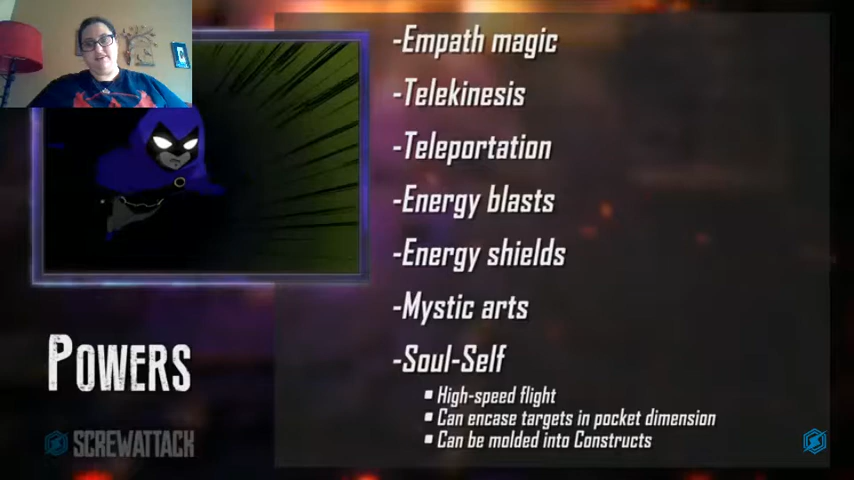 -Empath magic
-Telekinesis
-Teleportation
-Energy blasts
-Energy shields
-Mystic arts
-Soul-Self
▪ High-speed flight
▪ Can encase targets in pocket dimension
▪ Can be molded into Constructs
POWERS
SCREWATTACK